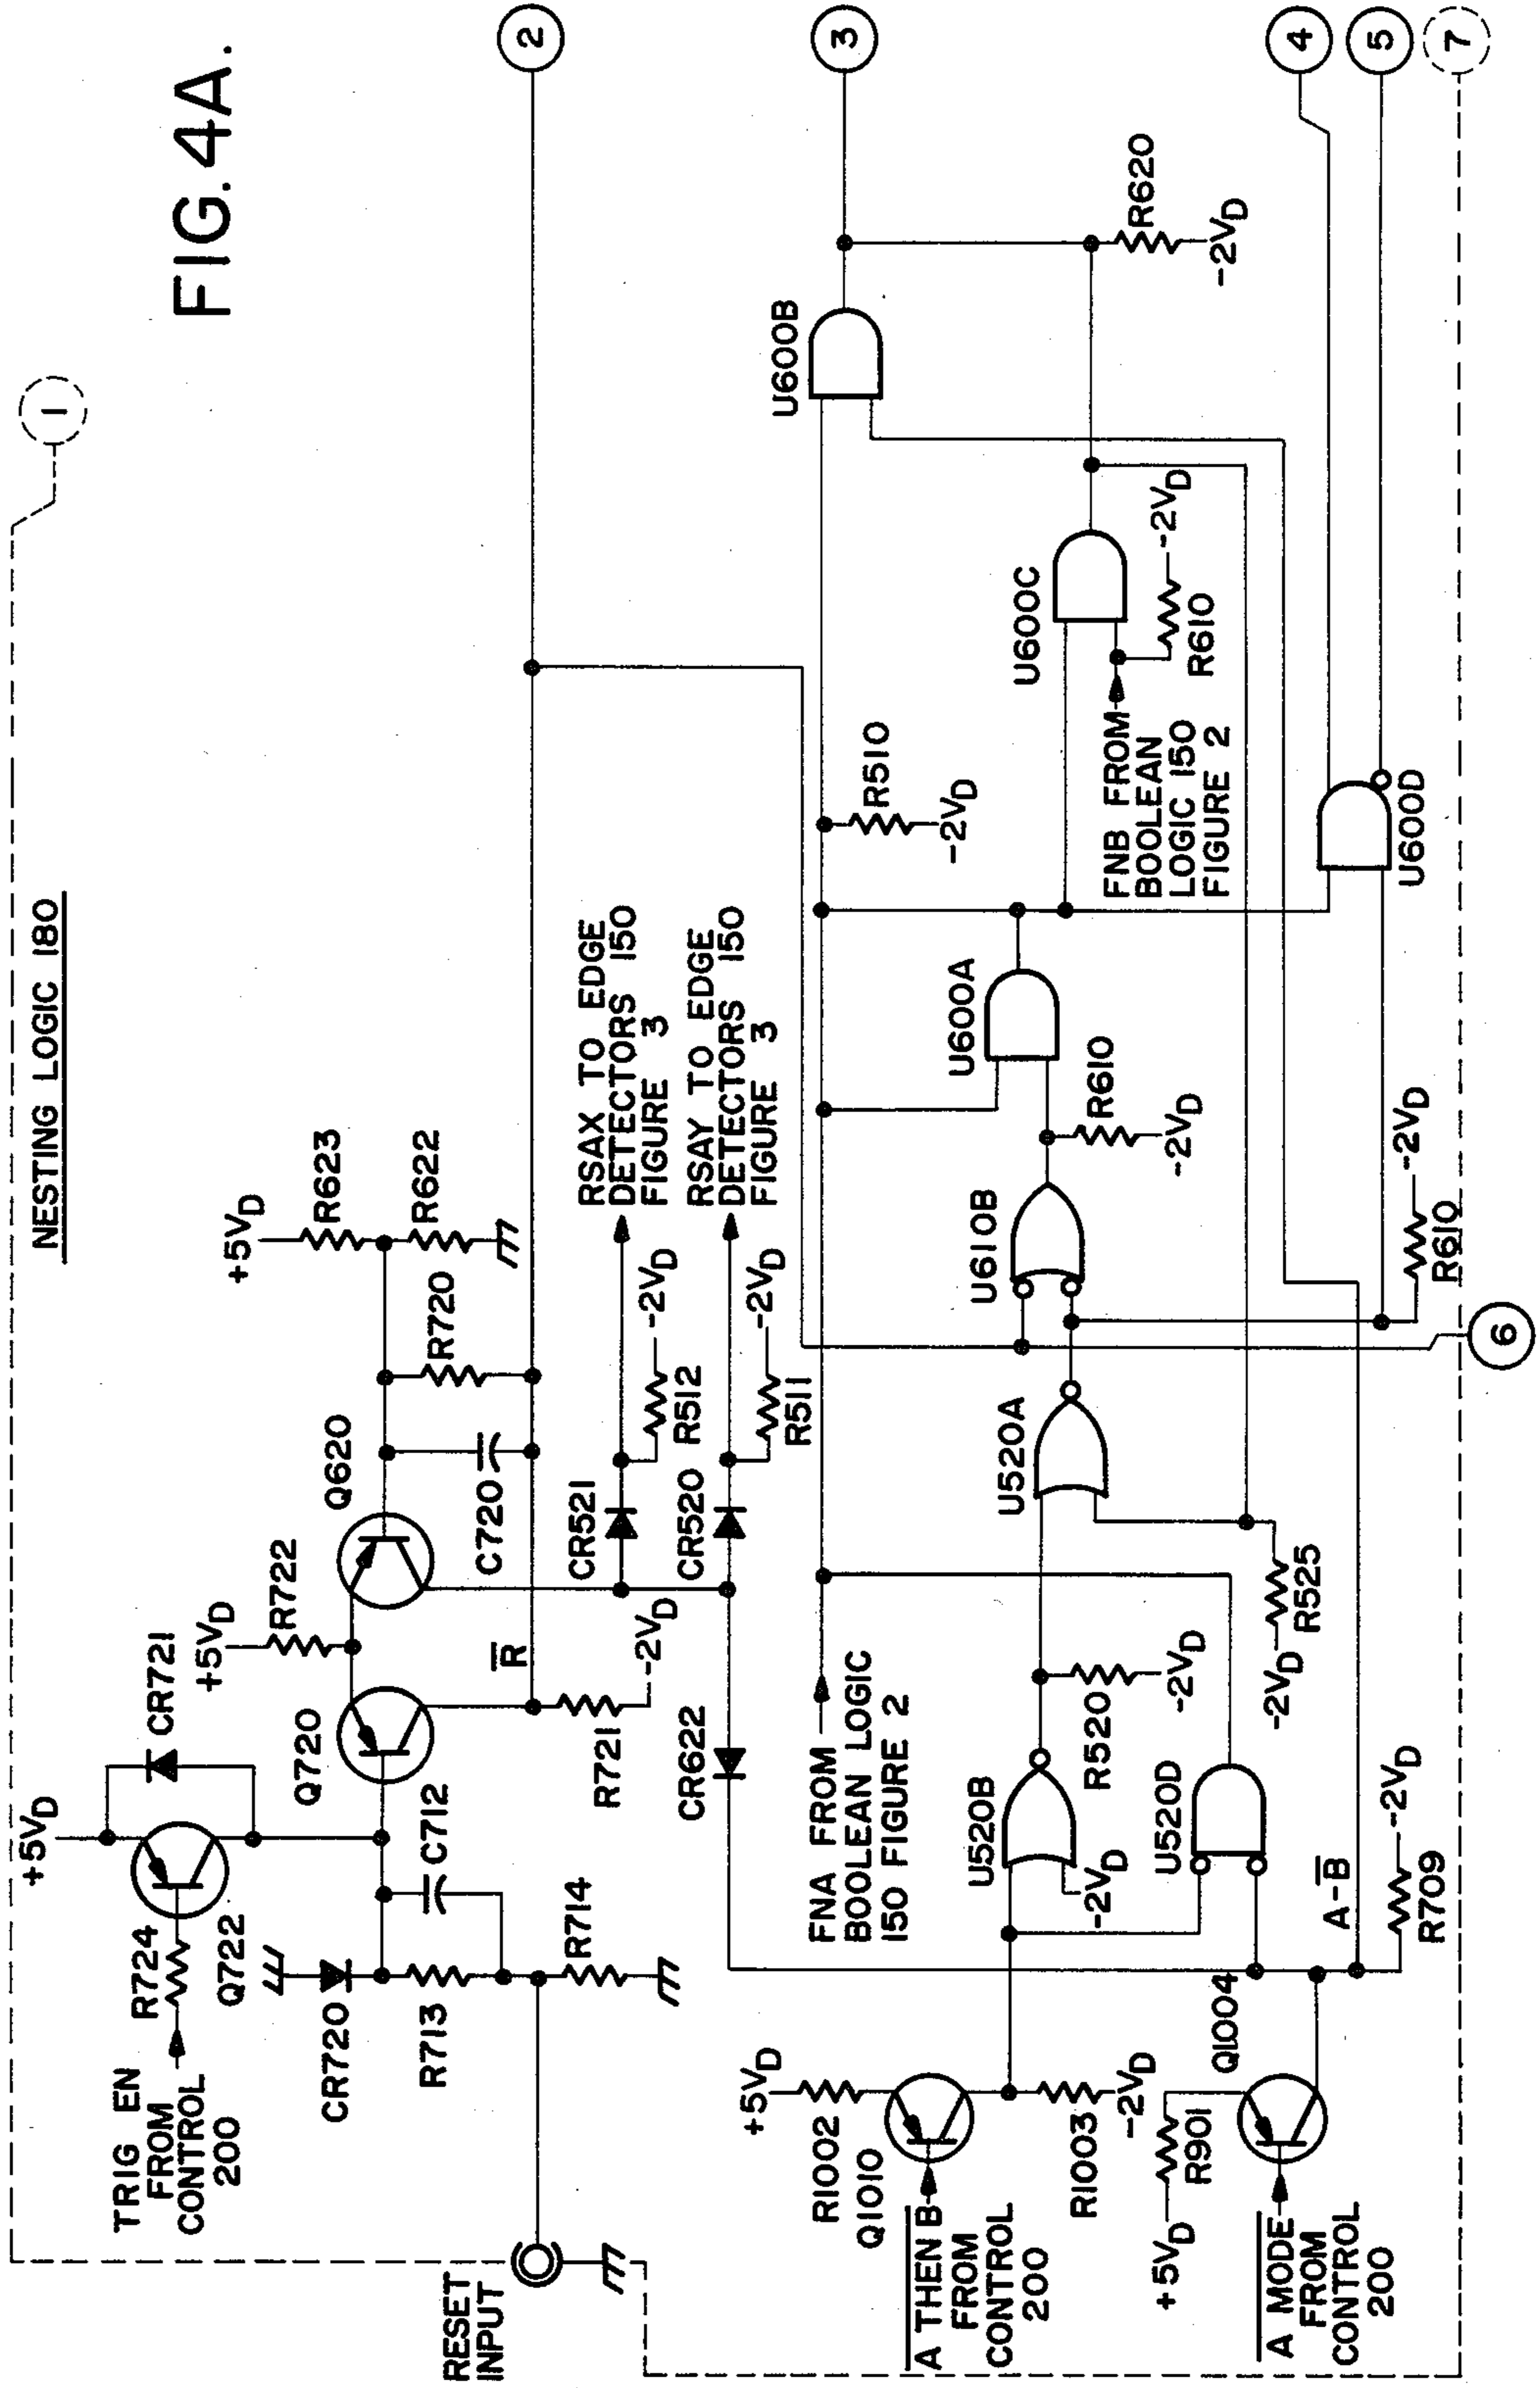 FIG. 4A.
NESTING LOGIC 180
1
2
3
4
5
6
7
+5VD
CR721
R724
Q722
TRIG EN
FROM
CONTROL
200
CR720
R713
C712
R714
RESET
INPUT
Q720
+5VD
R722
Q620
R721
-2VD
R̅
C720
R720
+5VD
R623
R622
CR521
R512
-2VD
RSAX TO EDGE
DETECTORS 150
FIGURE 3
CR520
R511
-2VD
RSAY TO EDGE
DETECTORS 150
FIGURE 3
CR622
FNA FROM
BOOLEAN LOGIC
150 FIGURE 2
+5VD
R1002
Q1010
A̅ ̅T̅H̅E̅N̅ ̅B̅
FROM
CONTROL
200
R1003
-2VD
+5VD
R901
Q1004
A̅ ̅M̅O̅D̅E̅
FROM
CONTROL
200
U520B
-2VD
R520
-2VD
U520D
A-B̅
R709
-2VD
U520A
-2VD
R525
U610B
R610
-2VD
R610
-2VD
U600A
R510
-2VD
U600C
FNB FROM
BOOLEAN
LOGIC 150
FIGURE 2
R610
-2VD
U600D
U600B
R620
-2VD